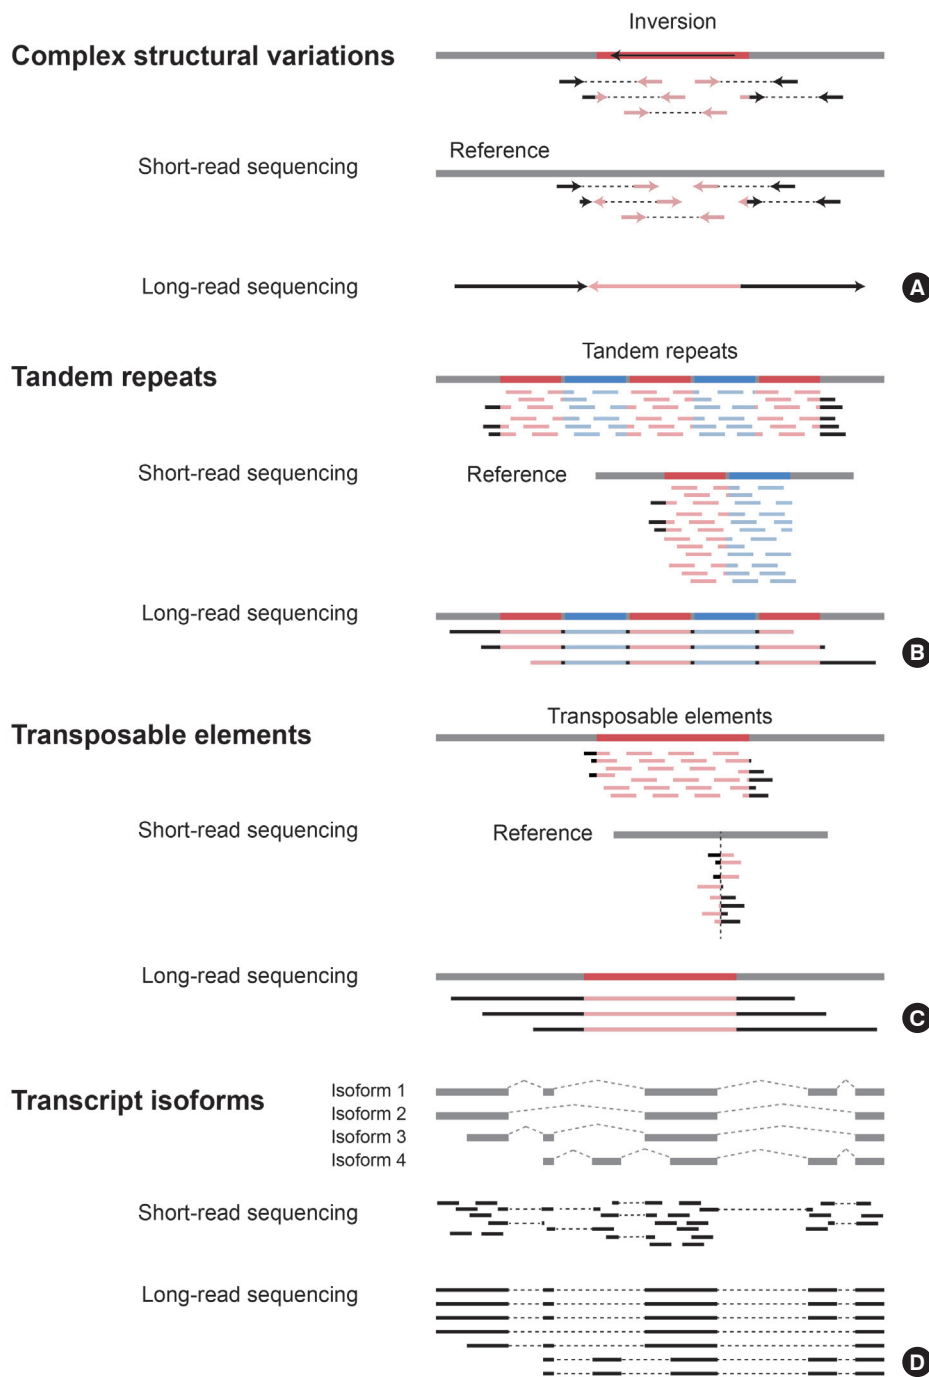 Inversion
Complex structural variations
Reference
Short-read sequencing
Long-read sequencing
A
Tandem repeats
Tandem repeats
Short-read sequencing
Reference
Long-read sequencing
B
Transposable elements
Transposable elements
Short-read sequencing
Reference
Long-read sequencing
C
Transcript isoforms
Isoform 1
Isoform 2
Isoform 3
Isoform 4
Short-read sequencing
Long-read sequencing
D